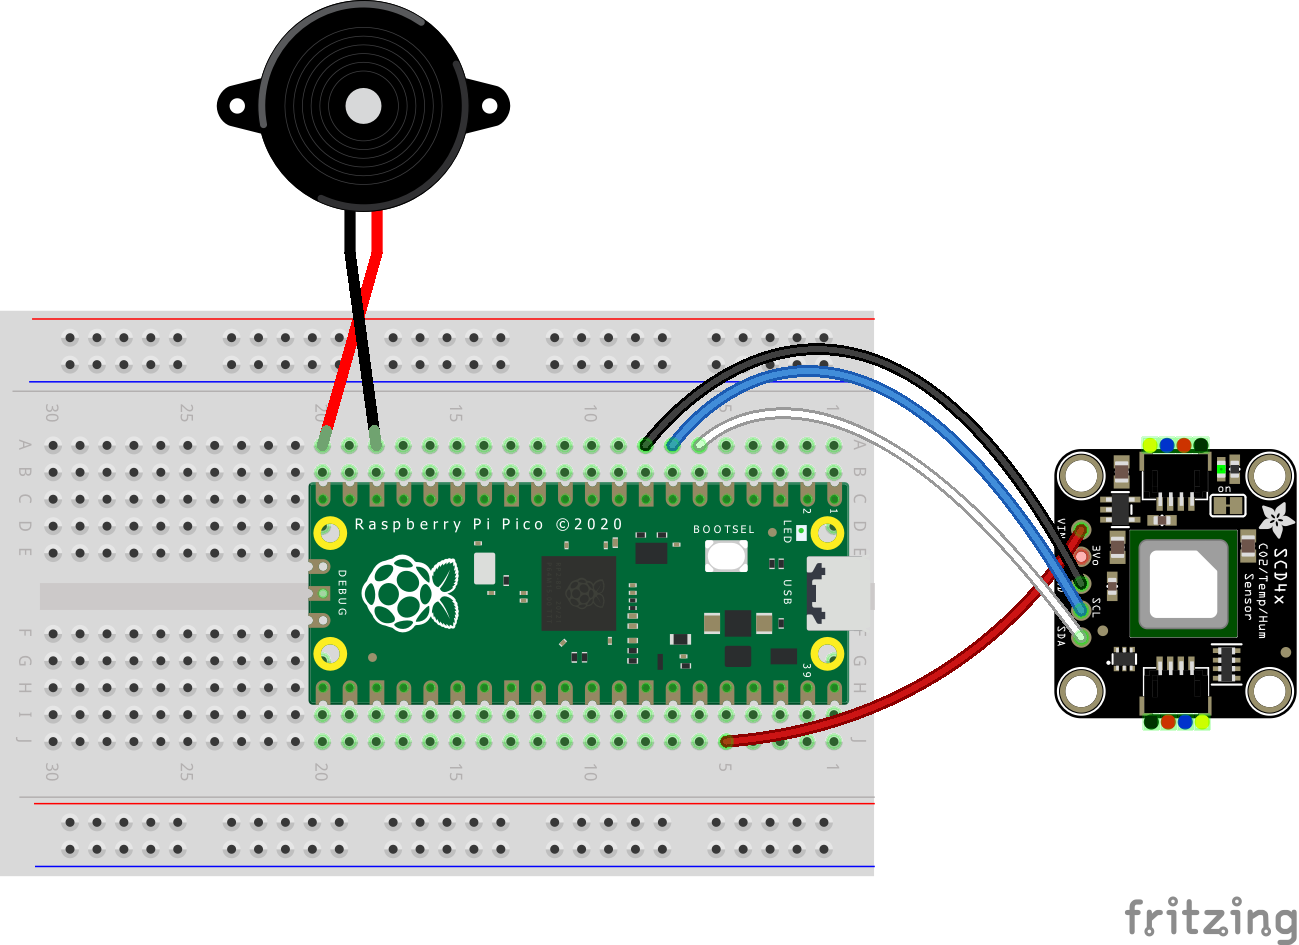 30 25 20 15 10 5 1
A A
B B
C C
D D
E E
F F
G G
H H
I I
J J
30 25 20 15 10 5 1
Raspberry Pi Pico ©2020
BOOTSEL
LED
2
1
DEBUG
USB
39
on
VIN
3Vo
SCL
SDA
SCD4x
CO2/Temp/Hum
Sensor
fritzing